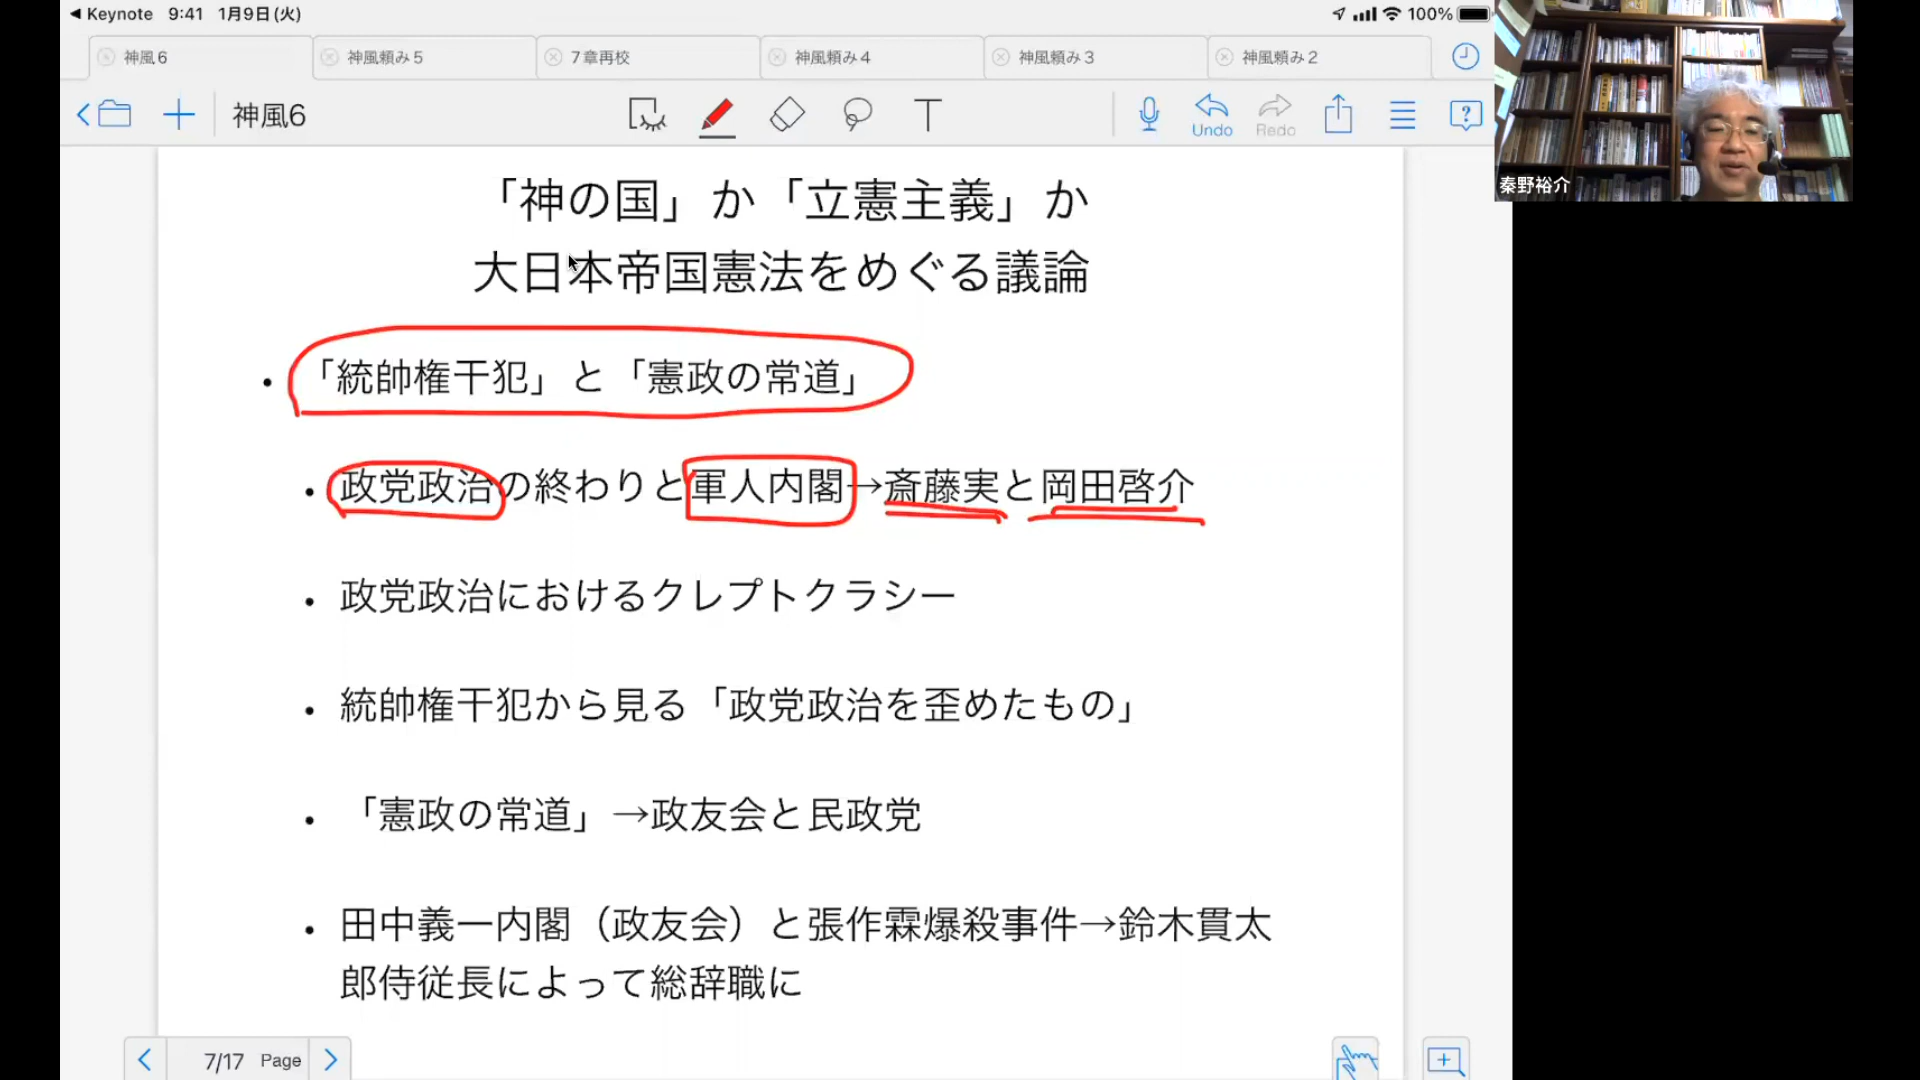 Keynote 9:41 1月9日(火) 100%
神風6 神風頼み5 7章再校 神風頼み4 神風頼み3 神風頼み2
神風6 T Undo Redo ?
秦野裕介
「神の国」か「立憲主義」か
大日本帝国憲法をめぐる議論
• 「統帥権干犯」と「憲政の常道」
• 政党政治の終わりと軍人内閣→斎藤実と岡田啓介
• 政党政治におけるクレプトクラシー
• 統帥権干犯から見る「政党政治を歪めたもの」
• 「憲政の常道」→政友会と民政党
• 田中義一内閣（政友会）と張作霖爆殺事件→鈴木貫太
郎侍従長によって総辞職に
7/17 Page